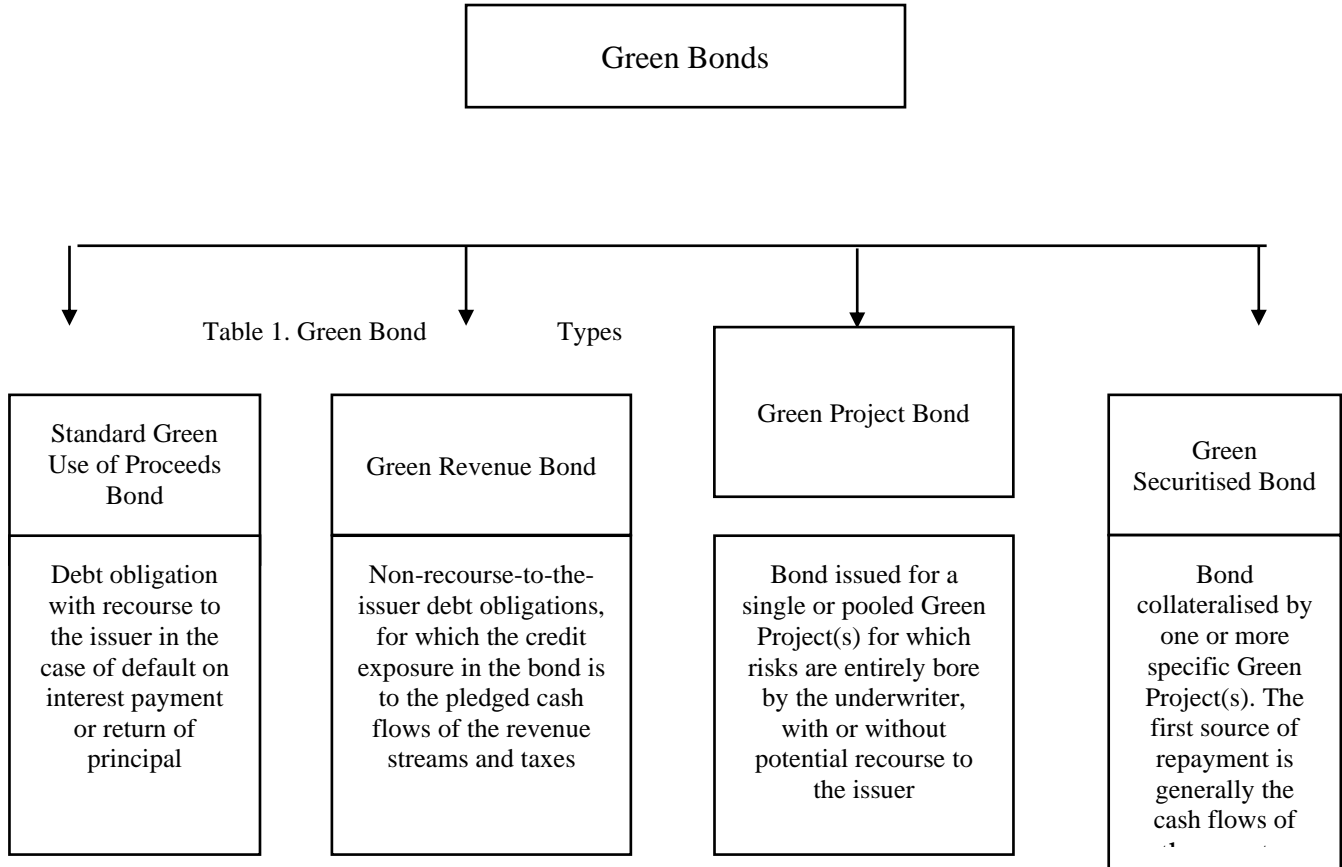 Green Bonds
Table 1. Green Bond Types
Standard Green
Use of Proceeds
Bond
Debt obligation
with recourse to
the issuer in the
case of default on
interest payment
or return of
principal
Green Revenue Bond
Non-recourse-to-the-
issuer debt obligations,
for which the credit
exposure in the bond is
to the pledged cash
flows of the revenue
streams and taxes
Green Project Bond
Bond issued for a
single or pooled Green
Project(s) for which
risks are entirely bore
by the underwriter,
with or without
potential recourse to
the issuer
Green
Securitised Bond
Bond
collateralised by
one or more
specific Green
Project(s). The
first source of
repayment is
generally the
cash flows of